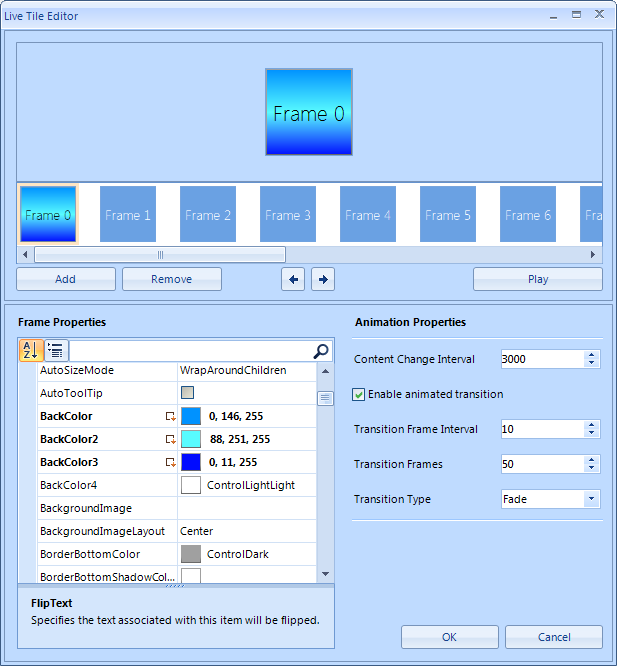 Live Tile Editor
Frame 0
Frame 0 Frame 1 Frame 2 Frame 3 Frame 4 Frame 5 Frame 6 Fra
Add Remove Play
Frame Properties
AutoSizeMode WrapAroundChildren
AutoToolTip
BackColor 0, 146, 255
BackColor2 88, 251, 255
BackColor3 0, 11, 255
BackColor4 ControlLightLight
BackgroundImage
BackgroundImageLayout Center
BorderBottomColor ControlDark
BorderBottomShadowCol...
FlipText
Specifies the text associated with this item will be flipped.
Animation Properties
Content Change Interval 3000
Enable animated transition
Transition Frame Interval 10
Transition Frames 50
Transition Type Fade
OK Cancel